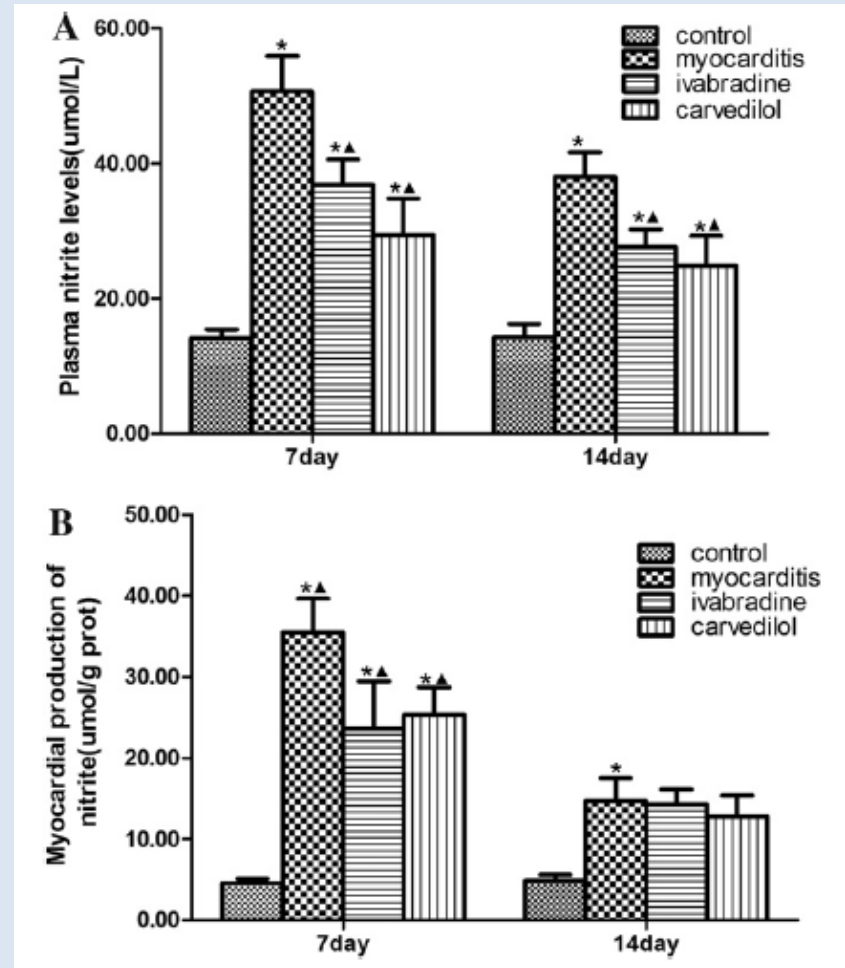 A
60.00
40.00
20.00
0.00
Plasma nitrite levels(umol/L)
control
myocarditis
ivabradine
carvedilol
*
*▲
*▲
*
*▲
*▲
7day
14day
B
50.00
40.00
30.00
20.00
10.00
0.00
Myocardial production of
nitrite(umol/g prot)
control
myocarditis
ivabradine
carvedilol
*▲
*▲
*▲
*
7day
14day